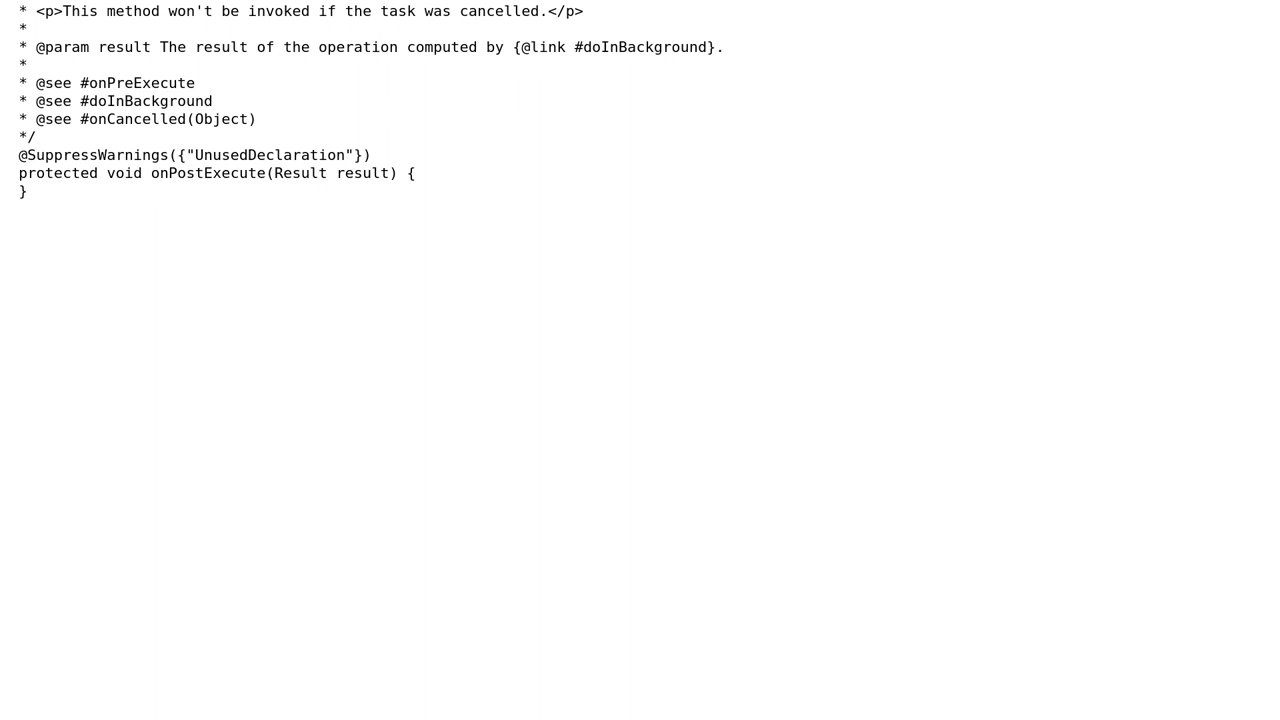 * <p>This method won't be invoked if the task was cancelled.</p>
*
* @param result The result of the operation computed by {@link #doInBackground}.
*
* @see #onPreExecute
* @see #doInBackground
* @see #onCancelled(Object)
*/
@SuppressWarnings({"UnusedDeclaration"})
protected void onPostExecute(Result result) {
}